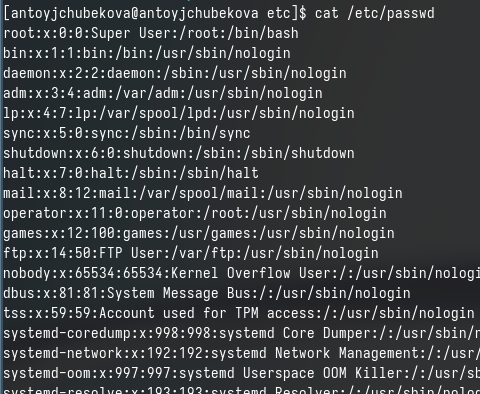 [antoyjchubekova@antoyjchubekova etc]$ cat /etc/passwd
root:x:0:0:Super User:/root:/bin/bash
bin:x:1:1:bin:/bin:/usr/sbin/nologin
daemon:x:2:2:daemon:/sbin:/usr/sbin/nologin
adm:x:3:4:adm:/var/adm:/usr/sbin/nologin
lp:x:4:7:lp:/var/spool/lpd:/usr/sbin/nologin
sync:x:5:0:sync:/sbin:/bin/sync
shutdown:x:6:0:shutdown:/sbin:/sbin/shutdown
halt:x:7:0:halt:/sbin:/sbin/halt
mail:x:8:12:mail:/var/spool/mail:/usr/sbin/nologin
operator:x:11:0:operator:/root:/usr/sbin/nologin
games:x:12:100:games:/usr/games:/usr/sbin/nologin
ftp:x:14:50:FTP User:/var/ftp:/usr/sbin/nologin
nobody:x:65534:65534:Kernel Overflow User:/:/usr/sbin/nologi
dbus:x:81:81:System Message Bus:/:/usr/sbin/nologin
tss:x:59:59:Account used for TPM access:/:/usr/sbin/nologin
systemd-coredump:x:998:998:systemd Core Dumper:/:/usr/sbin/n
systemd-network:x:192:192:systemd Network Management:/:/usr/
systemd-oom:x:997:997:systemd Userspace OOM Killer:/:/usr/sb
systemd-resolve:x:193:193:systemd Resolver:/:/usr/sbin/nolog